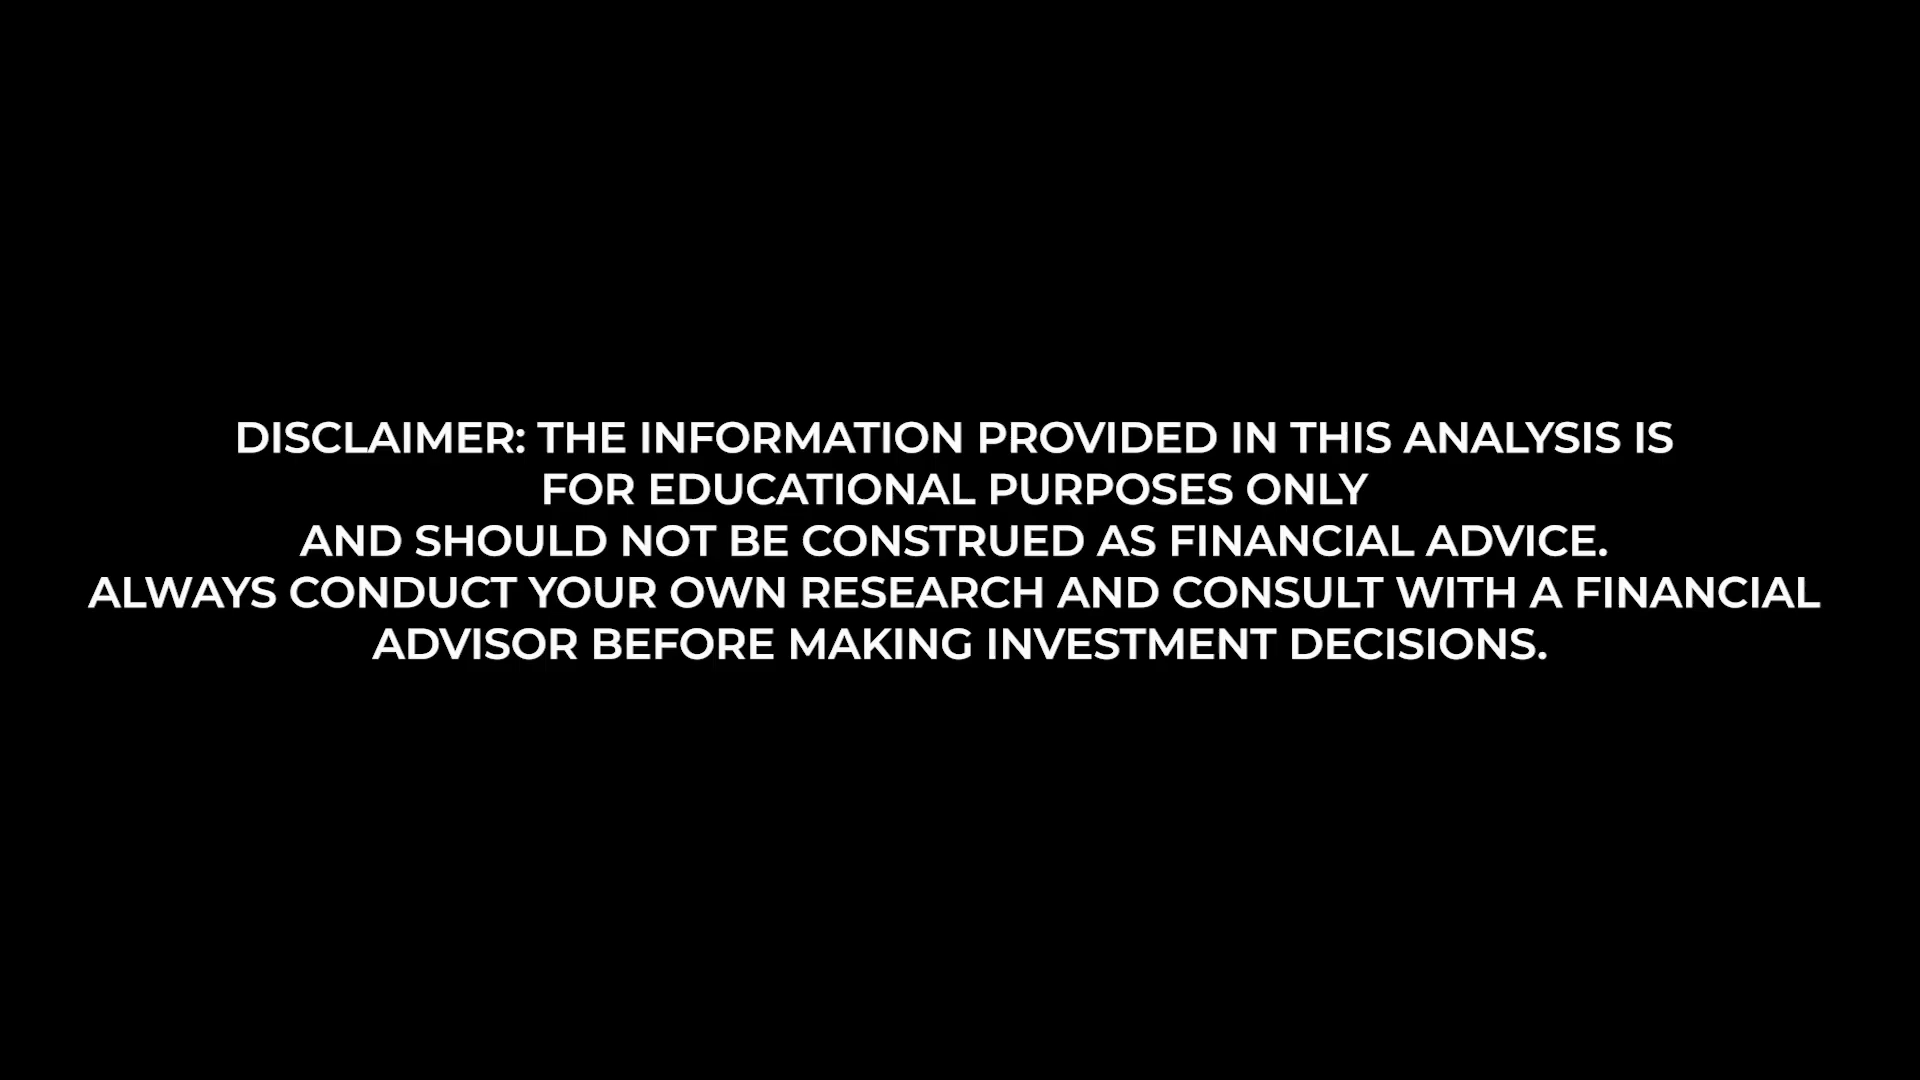 DISCLAIMER: THE INFORMATION PROVIDED IN THIS ANALYSIS IS
FOR EDUCATIONAL PURPOSES ONLY
AND SHOULD NOT BE CONSTRUED AS FINANCIAL ADVICE.
ALWAYS CONDUCT YOUR OWN RESEARCH AND CONSULT WITH A FINANCIAL
ADVISOR BEFORE MAKING INVESTMENT DECISIONS.